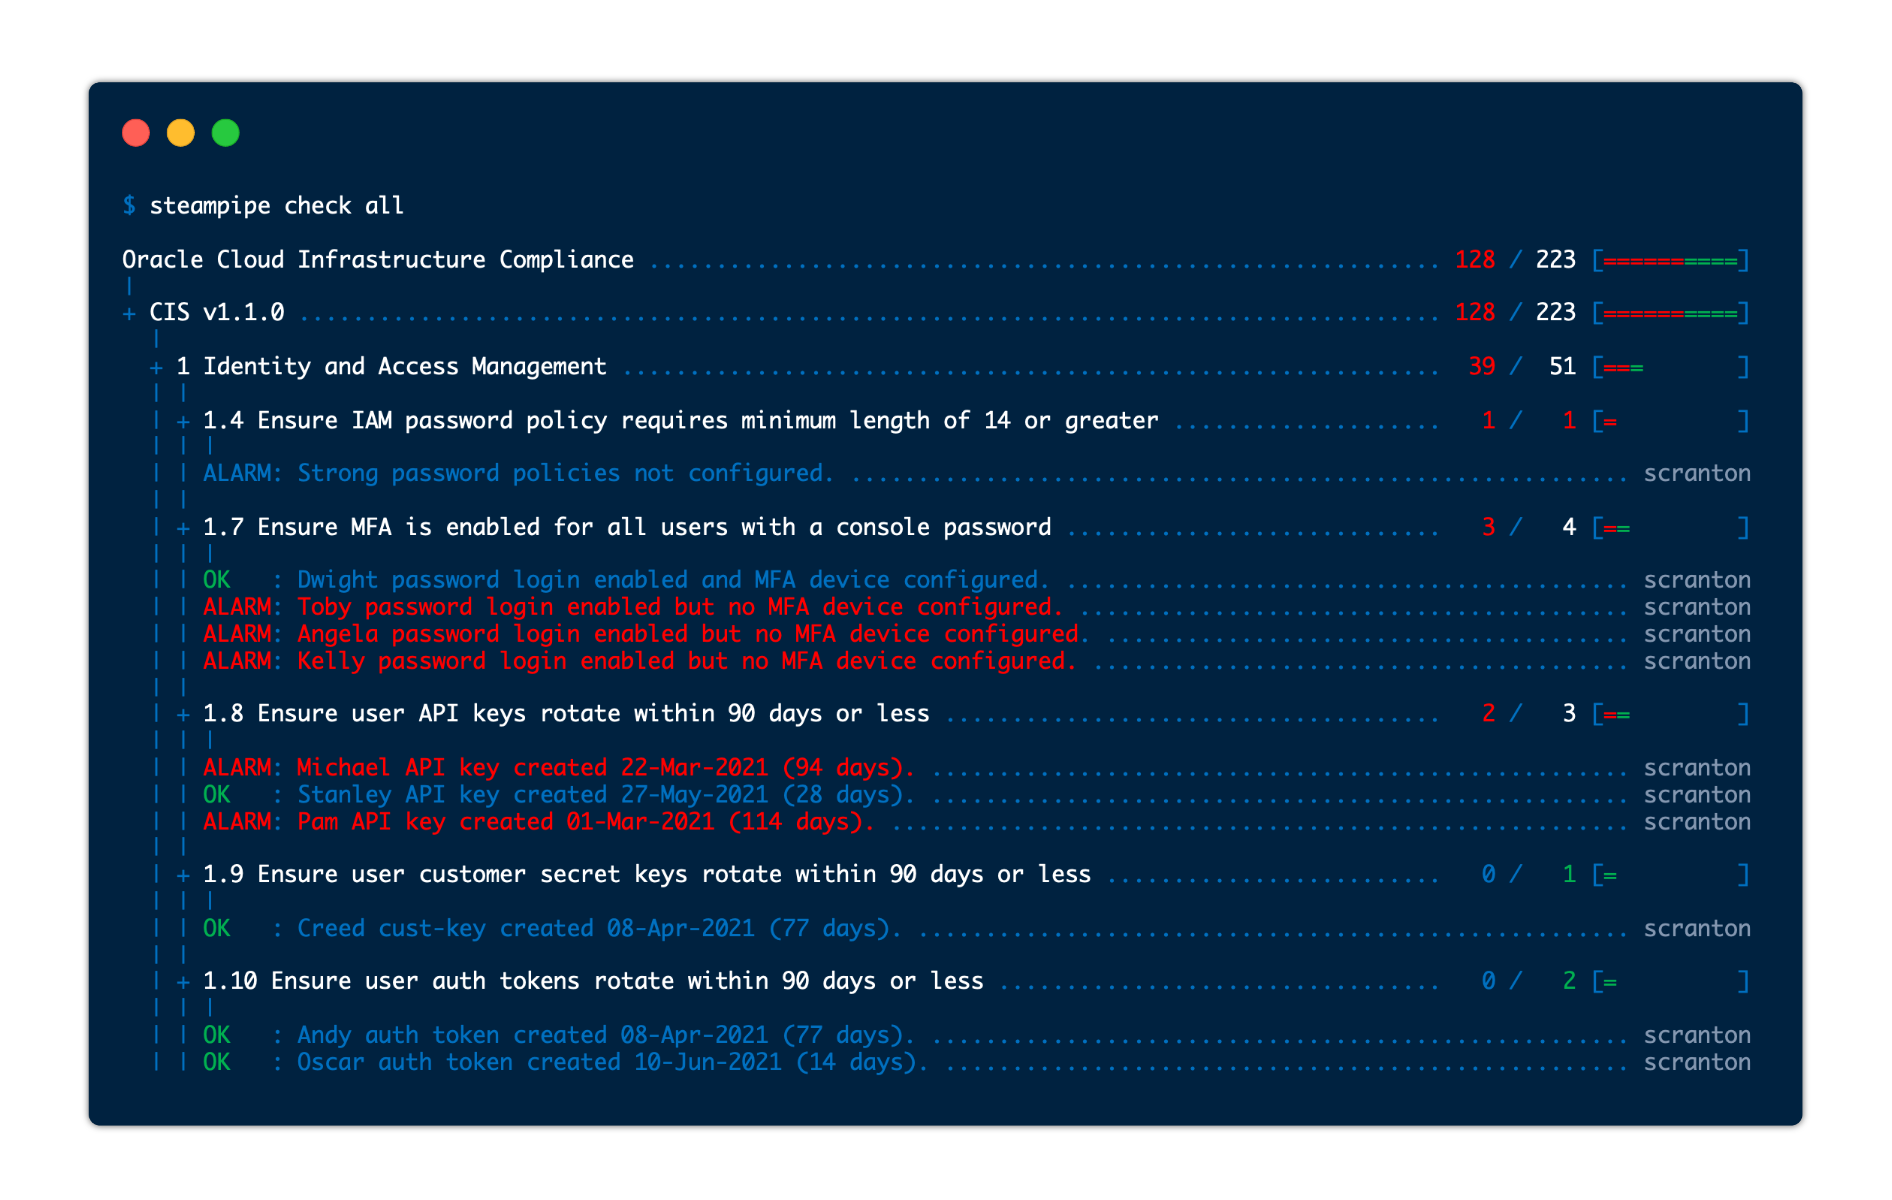 $ steampipe check all
Oracle Cloud Infrastructure Compliance ........................................................... 128 / 223 [==========]
|
+ CIS v1.1.0 ..................................................................................... 128 / 223 [==========]
|
+ 1 Identity and Access Management ............................................................. 39 / 51 [=== ]
| |
| + 1.4 Ensure IAM password policy requires minimum length of 14 or greater .................... 1 / 1 [= ]
| | |
| | ALARM: Strong password policies not configured. .......................................................... scranton
| |
| + 1.7 Ensure MFA is enabled for all users with a console password ............................ 3 / 4 [== ]
| | |
| | OK : Dwight password login enabled and MFA device configured. .......................................... scranton
| | ALARM: Toby password login enabled but no MFA device configured. ......................................... scranton
| | ALARM: Angela password login enabled but no MFA device configured. ....................................... scranton
| | ALARM: Kelly password login enabled but no MFA device configured. ........................................ scranton
| |
| + 1.8 Ensure user API keys rotate within 90 days or less ..................................... 2 / 3 [== ]
| | |
| | ALARM: Michael API key created 22-Mar-2021 (94 days). .................................................... scranton
| | OK : Stanley API key created 27-May-2021 (28 days). .................................................... scranton
| | ALARM: Pam API key created 01-Mar-2021 (114 days). ....................................................... scranton
| |
| + 1.9 Ensure user customer secret keys rotate within 90 days or less ......................... 0 / 1 [= ]
| | |
| | OK : Creed cust-key created 08-Apr-2021 (77 days). ..................................................... scranton
| |
| + 1.10 Ensure user auth tokens rotate within 90 days or less ................................. 0 / 2 [= ]
| | |
| | OK : Andy auth token created 08-Apr-2021 (77 days). .................................................... scranton
| | OK : Oscar auth token created 10-Jun-2021 (14 days). ................................................... scranton